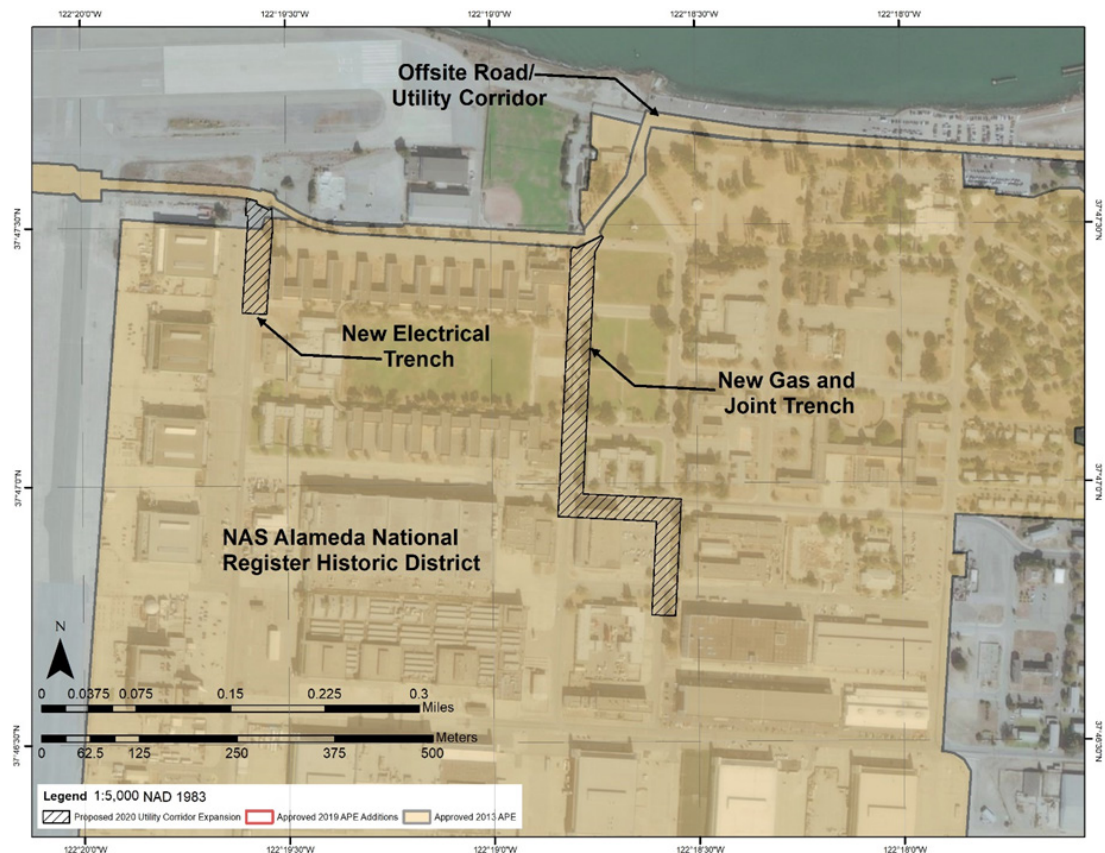 122°20'0"W 122°19'30"W 122°19'0"W 122°18'30"W 122°18'0"W
Offsite Road/
Utility Corridor
37°47'30"N 37°47'30"N
New Electrical
Trench
New Gas and
Joint Trench
37°47'0"N 37°47'0"N
NAS Alameda National
Register Historic District
N
0 0.0375 0.075 0.15 0.225 0.3
Miles
Meters
0 62.5 125 250 375 500
37°46'30"N 37°46'30"N
Legend 1:5,000 NAD 1983
Proposed 2020 Utility Corridor Expansion Approved 2019 APE Additions Approved 2013 APE
122°20'0"W 122°19'30"W 122°19'0"W 122°18'30"W 122°18'0"W